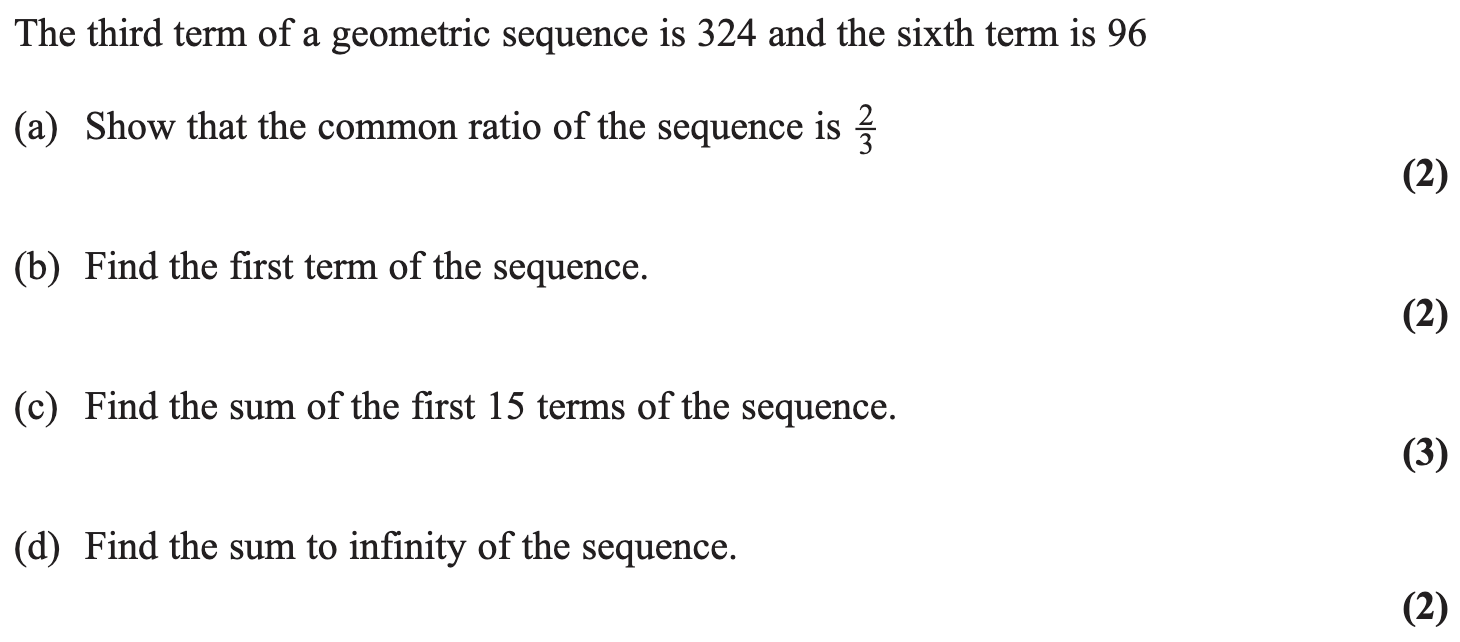 The third term of a geometric sequence is 324 and the sixth term is 96
(a) Show that the common ratio of the sequence is 2/3
(2)
(b) Find the first term of the sequence.
(2)
(c) Find the sum of the first 15 terms of the sequence.
(3)
(d) Find the sum to infinity of the sequence.
(2)